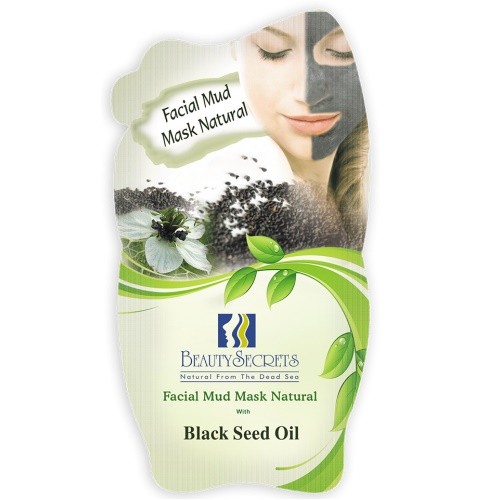 Facial Mud
Mask Natural
BEAUTYSECRETS
Natural From The Dead Sea
Facial Mud Mask Natural
With
Black Seed Oil